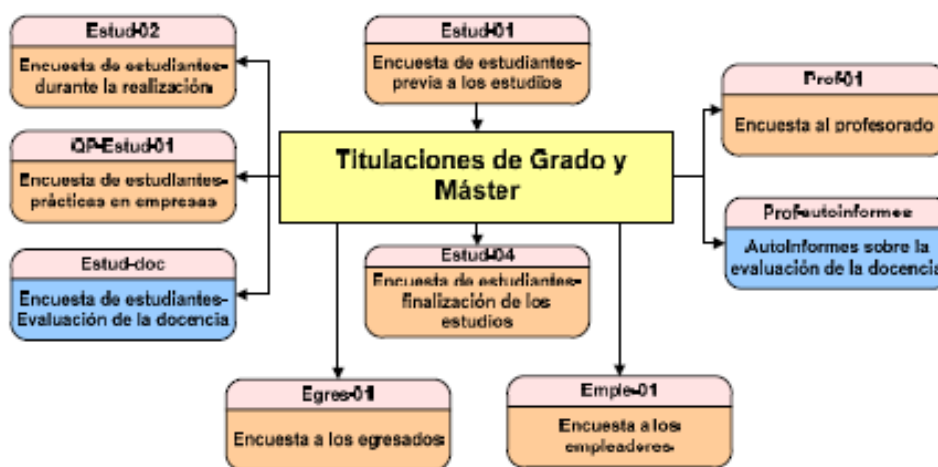 Estud-02
Encuesta de estudiantes-
durante la realización
Estud-01
Encuesta de estudiantes-
previa a los estudios
Prof-01
Encuesta al profesorado
QP-Estud-01
Encuesta de estudiantes-
prácticas en empresas
Titulaciones de Grado y
Máster
Prof-autoinformes
AutoInformes sobre la
evaluación de la docencia
Estud-doc
Encuesta de estudiantes-
Evaluación de la docencia
Estud-04
Encuesta de estudiantes-
finalización de los
estudios
Egres-01
Encuesta a los egresados
Emple-01
Encuesta a los
empleadores